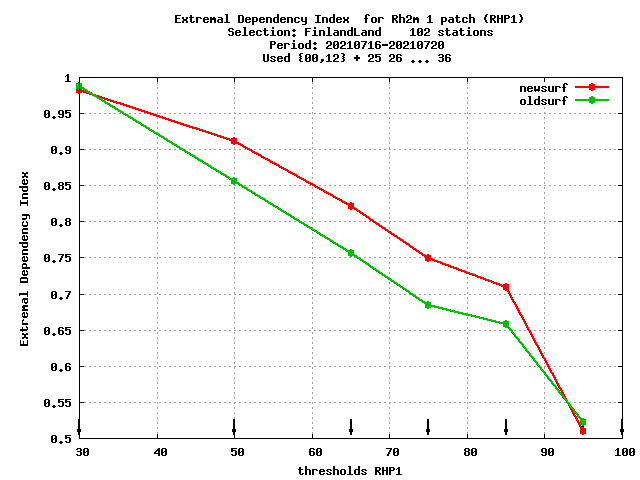 Extremal Dependency Index  for Rh2m 1 patch (RHP1)
Selection: FinlandLand    102 stations
Period: 20210716-20210720
Used {00,12} + 25 26 ... 36
newsurf
oldsurf
1
0.95
0.9
0.85
0.8
0.75
0.7
0.65
0.6
0.55
0.5
Extremal Dependency Index
30 40 50 60 70 80 90 100
thresholds RHP1